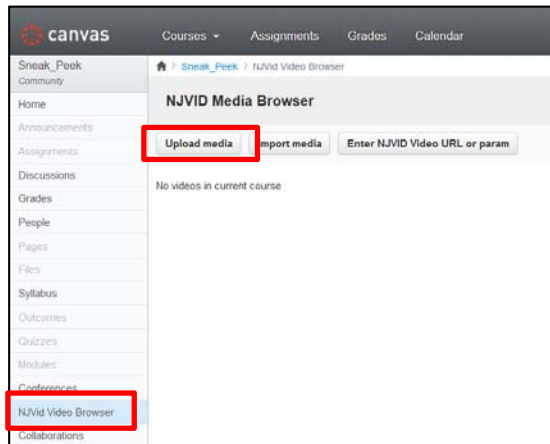 canvas
Courses Assignments Grades Calendar
Sneak_Peek
Community
Home
Announcements
Assignments
Discussions
Grades
People
Pages
Files
Syllabus
Outcomes
Quizzes
Modules
Conferences
NJVid Video Browser
Collaborations
> Sneak_Peek > NJVid Video Browser
NJVID Media Browser
Upload media mport media Enter NJVID Video URL or param
No videos in current course